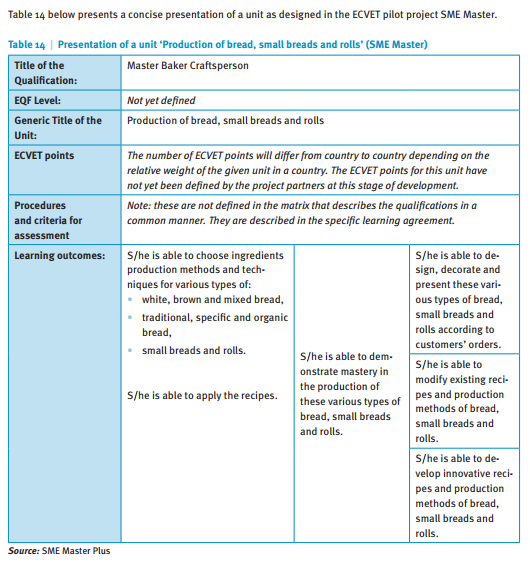 Table 14 below presents a concise presentation of a unit as designed in the ECVET pilot project SME Master.
Table 14 | Presentation of a unit ‘Production of bread, small breads and rolls’ (SME Master)
Title of the
Qualification:
Master Baker Craftsperson
EQF Level:
Not yet defined
Generic Title of the
Unit:
Production of bread, small breads and rolls
ECVET points
The number of ECVET points will differ from country to country depending on the
relative weight of the given unit in a country. The ECVET points for this unit have
not yet been defined by the project partners at this stage of development.
Procedures
and criteria for
assessment
Note: these are not defined in the matrix that describes the qualifications in a
common manner. They are described in the specific learning agreement.
Learning outcomes:
S/he is able to choose ingredients
production methods and tech-
niques for various types of:
• white, brown and mixed bread,
• traditional, specific and organic
bread,
• small breads and rolls.
S/he is able to apply the recipes.
S/he is able to dem-
onstrate mastery in
the production of
these various types of
bread, small breads
and rolls.
S/he is able to de-
sign, decorate and
present these vari-
ous types of bread,
small breads and
rolls according to
customers’ orders.
S/he is able to
modify existing reci-
pes and production
methods of bread,
small breads and
rolls.
S/he is able to de-
velop innovative reci-
pes and production
methods of bread,
small breads and
rolls.
Source: SME Master Plus